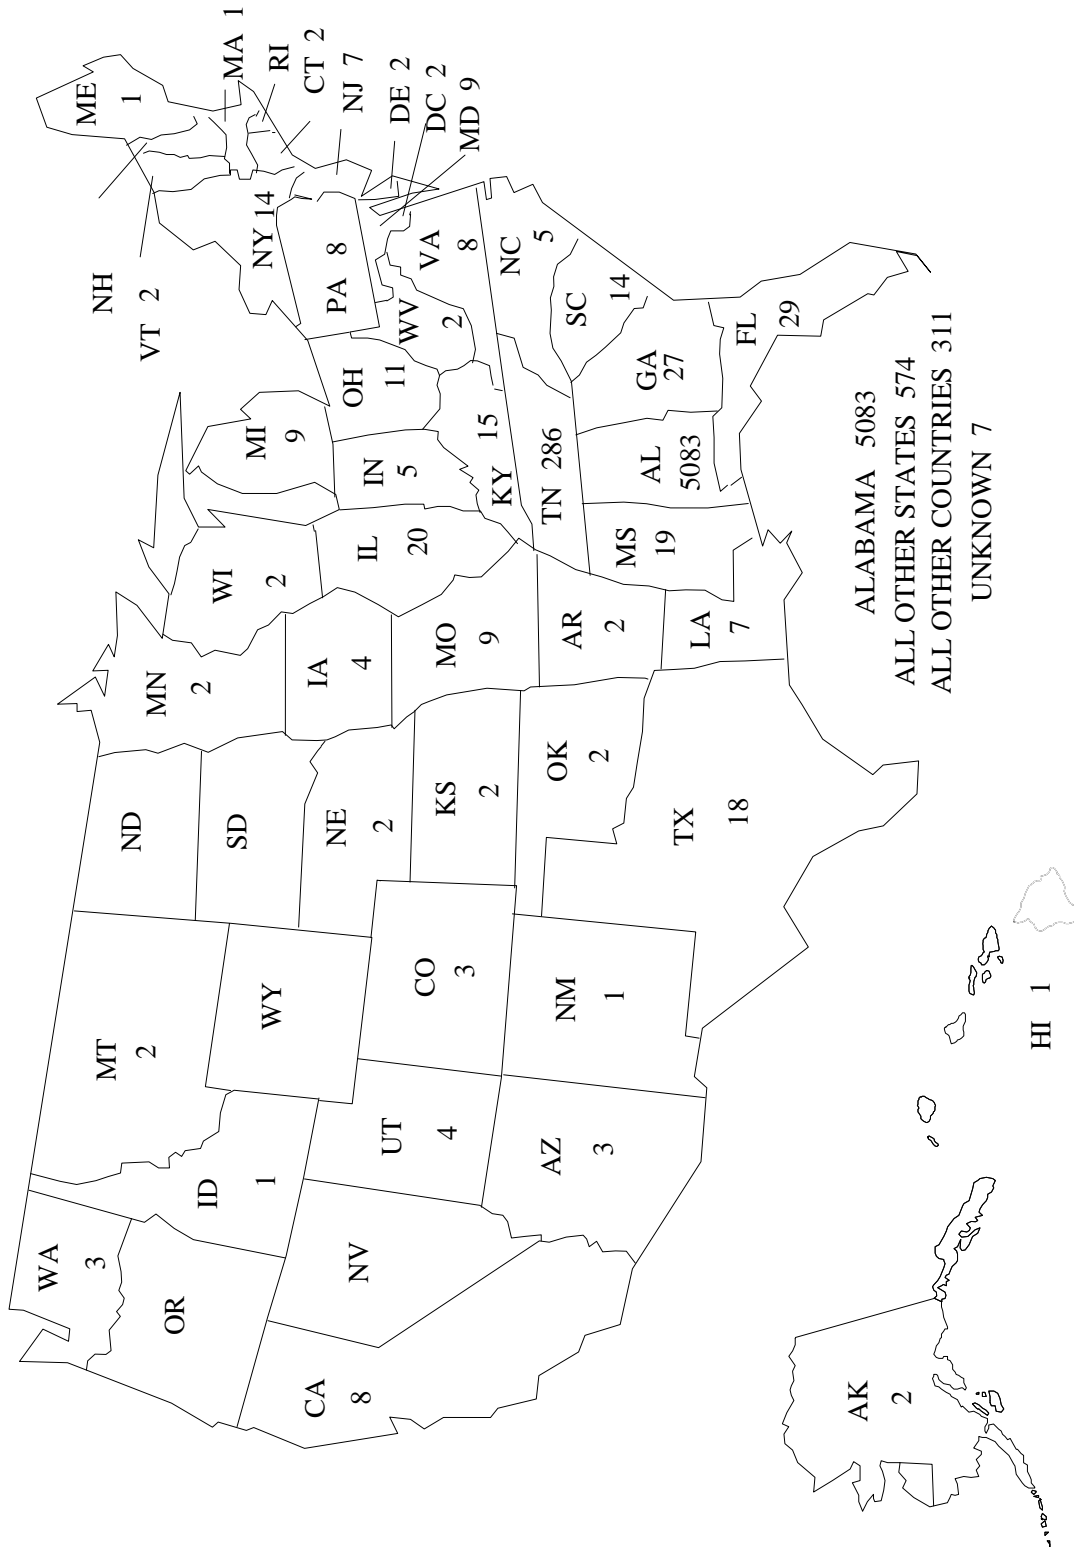 WA
3
OR
CA
8
NV
ID
1
MT
2
WY
UT
4
AZ
3
CO
3
NM
1
ND
SD
NE
2
KS
2
OK
2
TX
18
MN
2
IA
4
MO
9
AR
2
LA
7
WI
2
IL
20
MS
19
MI
9
IN
5
OH
11
KY 15
TN 286
AL
5083
GA
27
FL
29
SC
14
NC
5
VA
8
WV
2
PA 8
NY 14
NH
VT 2
ME
1
MA 1
RI
CT 2
NJ 7
DE 2
DC 2
MD 9
AK
2
HI 1
ALABAMA 5083
ALL OTHER STATES 574
ALL OTHER COUNTRIES 311
UNKNOWN 7